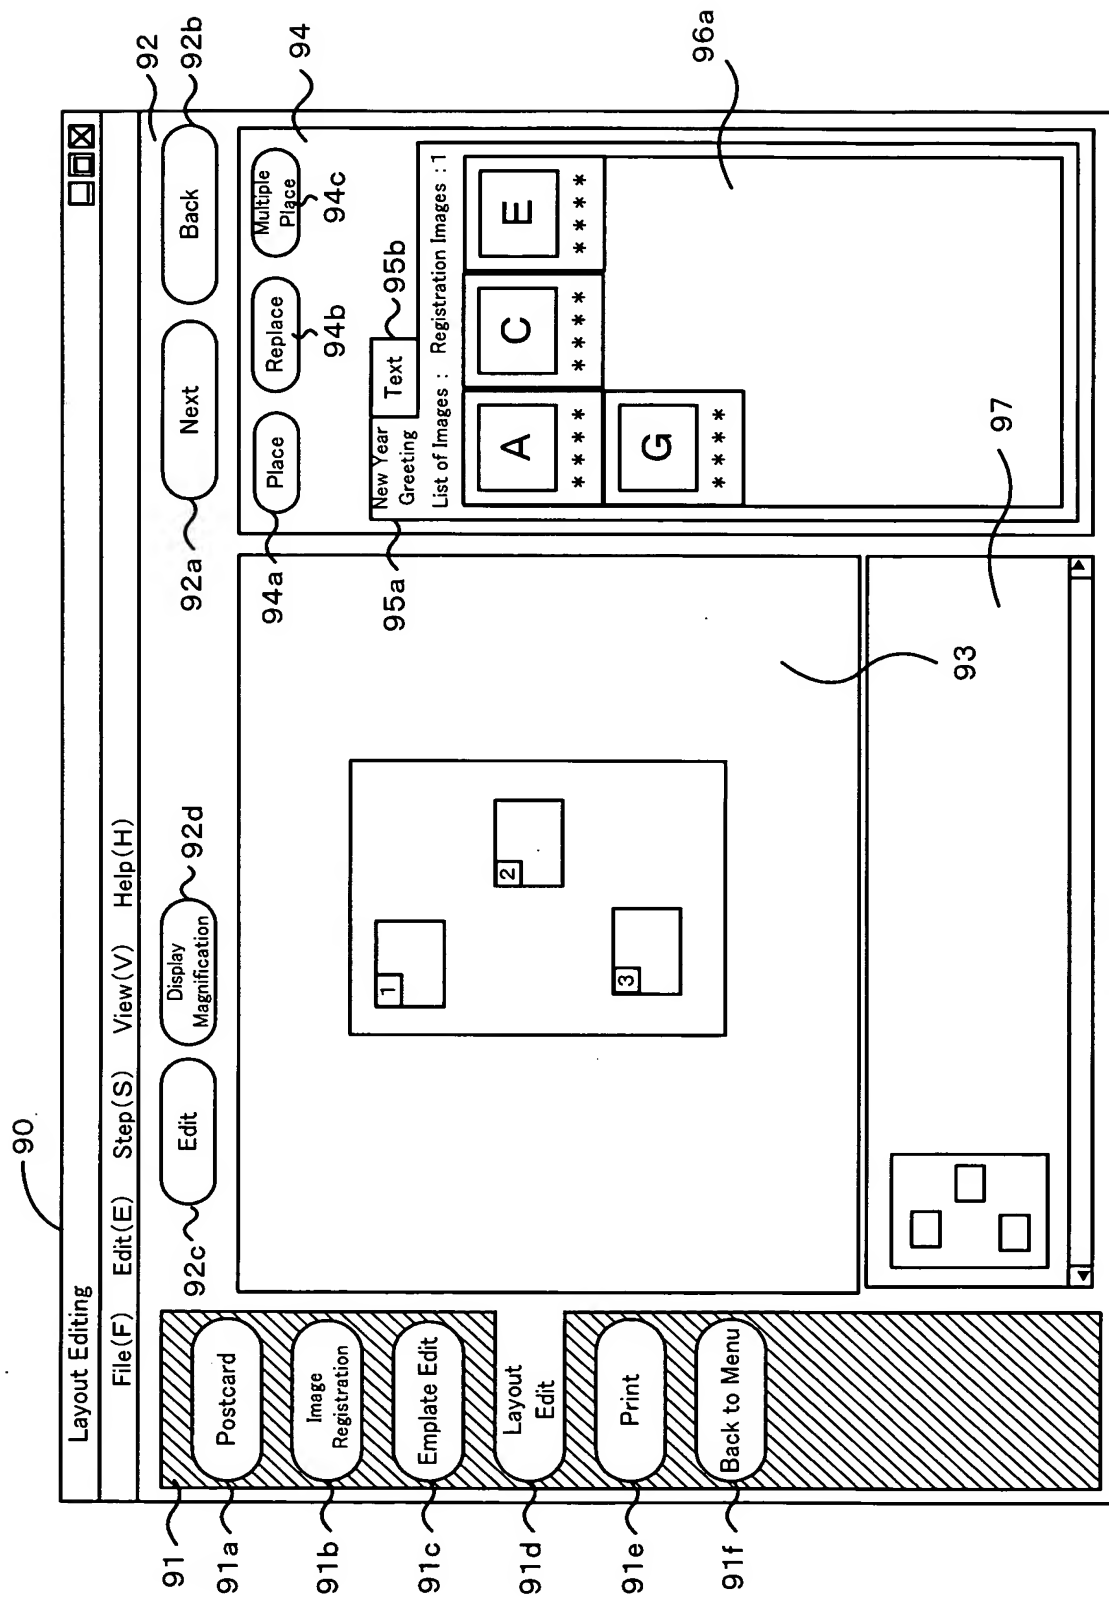 90
Layout Editing
File(F) Edit(E) Step(S) View(V) Help(H)
92
92c
Edit
Display
Magnification
92d
92a
Next
Back
92b
91
91a
Postcard
91b
Image
Registration
91c
Emplate Edit
91d
Layout
Edit
91e
Print
91f
Back to Menu
1
2
3
93
94
94a
Place
Replace
94b
Multiple
Place
94c
95a
New Year
Greeting
Text
95b
List of Images : Registration Images :1
A
****
C
****
E
****
G
****
96a
97